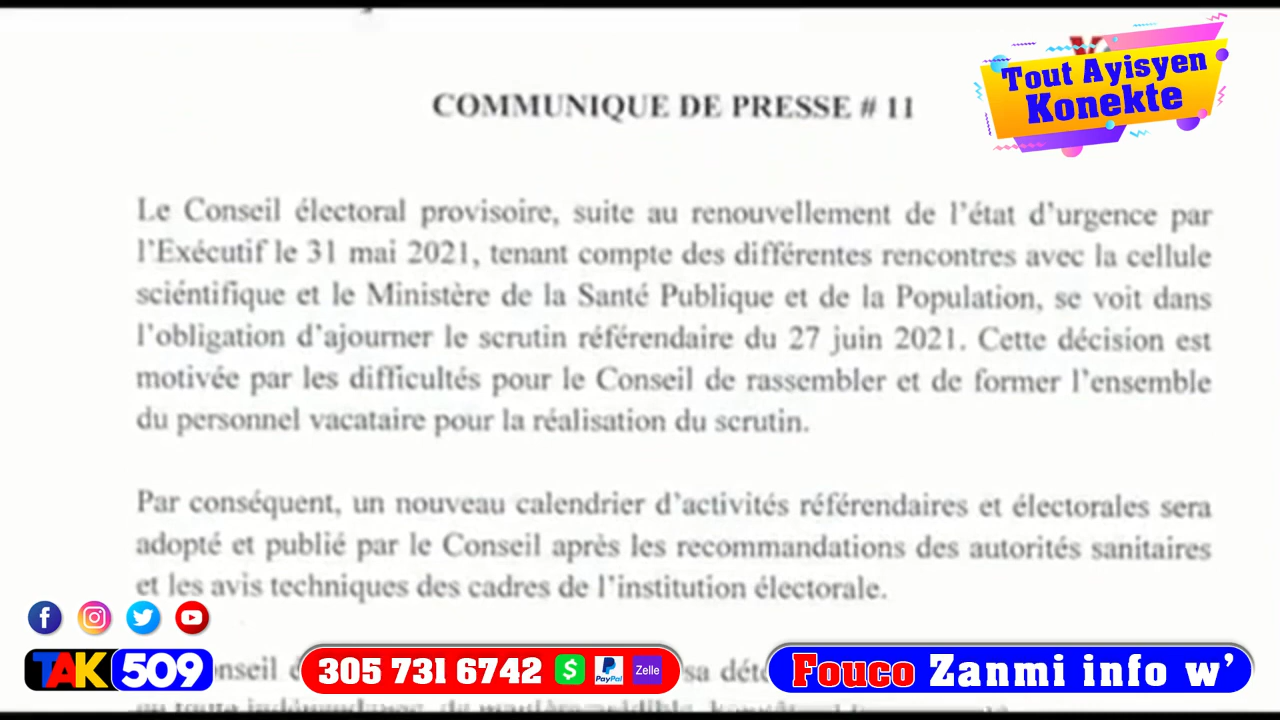 COMMUNIQUE DE PRESSE # 11
Tout Ayisyen
Konekte
Le Conseil électoral provisoire, suite au renouvellement de l'état d'urgence par
l'Exécutif le 31 mai 2021, tenant compte des différentes rencontres avec la cellule
sciéntifique et le Ministère de la Santé Publique et de la Population, se voit dans
l'obligation d'ajourner le scrutin référendaire du 27 juin 2021. Cette décision est
motivée par les difficultés pour le Conseil de rassembler et de former l'ensemble
du personnel vacataire pour la réalisation du scrutin.
Par conséquent, un nouveau calendrier d'activités référendaires et électorales sera
adopté et publié par le Conseil après les recommandations des autorités sanitaires
et les avis techniques des cadres de l'institution électorale.
TAK 509
305 731 6742 $ PayPal Zelle
Fouco Zanmi info w'